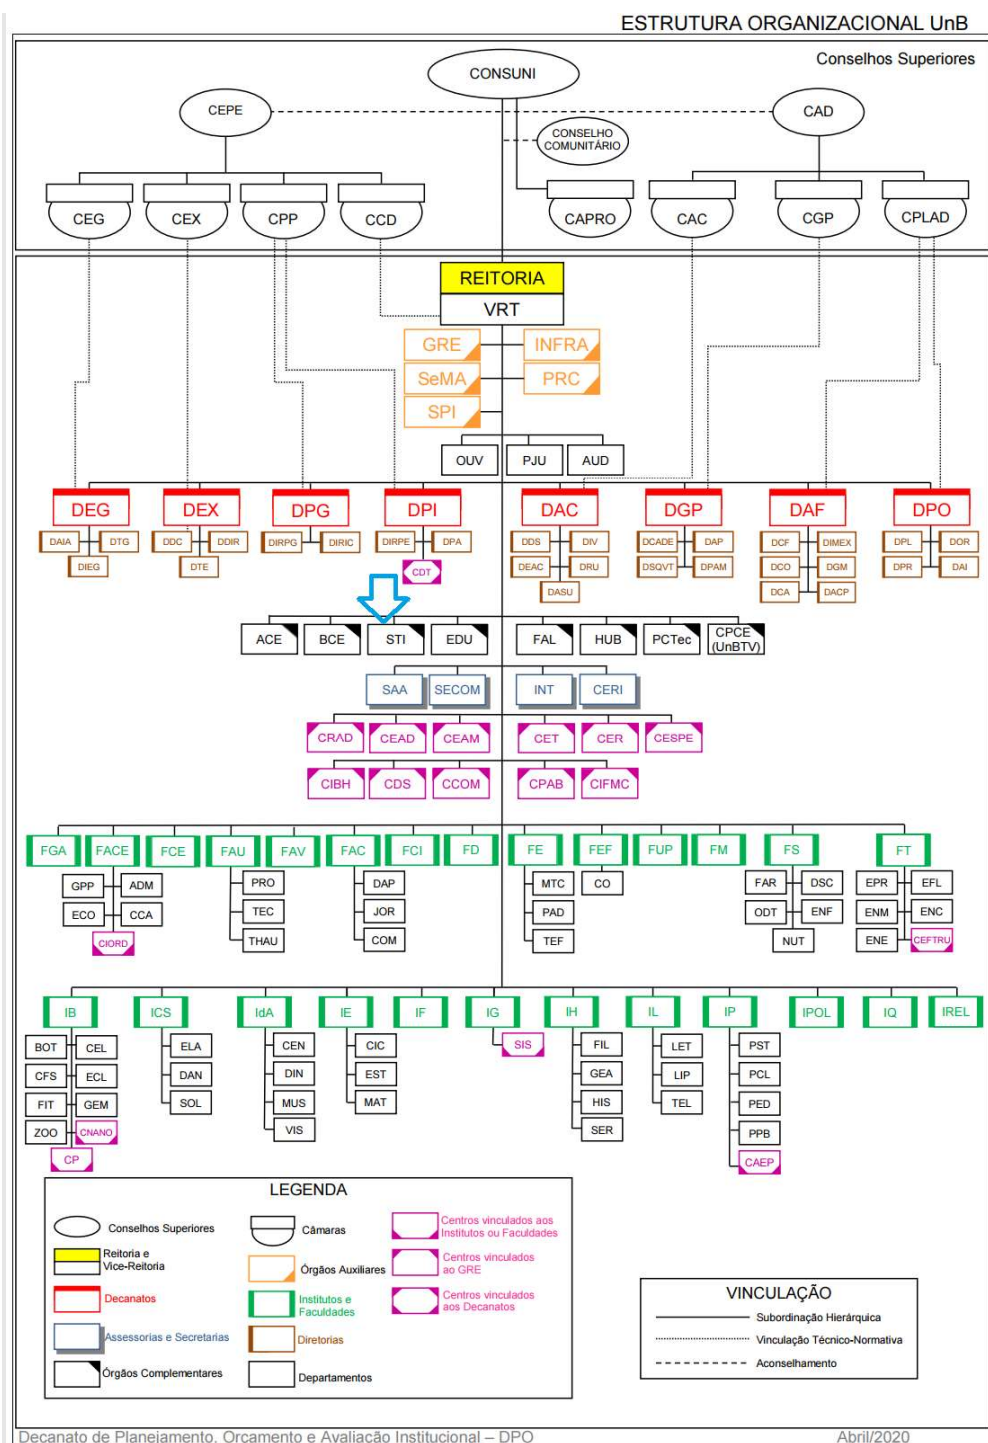 ESTRUTURA ORGANIZACIONAL UnB
Conselhos Superiores
CONSUNI
CEPE
CAD
CONSELHO
COMUNITÁRIO
CEG
CEX
CPP
CCD
CAPRO
CAC
CGP
CPLAD
REITORIA
VRT
GRE
INFRA
SeMA
PRC
SPI
OUV
PJU
AUD
DEG
DEX
DPG
DPI
DAC
DGP
DAF
DPO
DAIA
DTG
DDC
DDIR
DIRPG
DIRIC
DIRPE
DPA
DDS
DIV
DCADE
DAP
DCF
DIMEX
DPL
DOR
DIEG
DTE
CDT
DEAC
DRU
DSQVT
DPAM
DCO
DGM
DPR
DAI
DASU
DCA
DACP
ACE
BCE
STI
EDU
FAL
HUB
PCTec
CPCE
(UnBTV)
SAA
SECOM
INT
CERI
CRAD
CEAD
CEAM
CET
CER
CESPE
CIBH
CDS
CCOM
CPAB
CIFMC
FGA
FACE
FCE
FAU
FAV
FAC
FCI
FD
FE
FEF
FUP
FM
FS
FT
GPP
ADM
PRO
DAP
MTC
CO
FAR
DSC
EPR
EFL
ECO
CCA
TEC
JOR
PAD
ODT
ENF
ENM
ENC
CIORD
THAU
COM
TEF
NUT
ENE
CEFTRU
IB
ICS
IdA
IE
IF
IG
IH
IL
IP
IPOL
IQ
IREL
BOT
CEL
ELA
CEN
CIC
SIS
FIL
LET
PST
CFS
ECL
DAN
DIN
EST
GEA
LIP
PCL
FIT
GEM
SOL
MUS
MAT
HIS
TEL
PED
ZOO
CNANO
VIS
SER
PPB
CP
CAEP
LEGENDA
Conselhos Superiores
Câmaras
Centros vinculados aos
Institutos ou Faculdades
Reitoria e
Vice-Reitoria
Órgãos Auxiliares
Centros vinculados
ao GRE
Decanatos
Institutos e
Faculdades
Centros vinculados
aos Decanatos
Assessorias e Secretarias
Diretorias
Órgãos Complementares
Departamentos
VINCULAÇÃO
Subordinação Hierárquica
Vinculação Técnico-Normativa
Aconselhamento
Decanato de Planejamento, Orçamento e Avaliação Institucional – DPO
Abril/2020